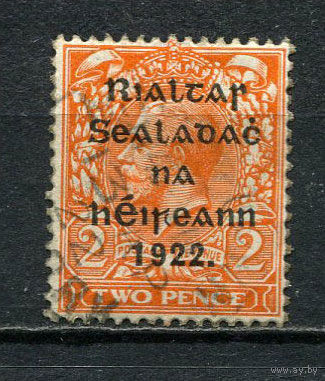 Rialtas
Sealadaċ
na
hÉireann
1922.
2 2
TWO PENCE
www.ay.by